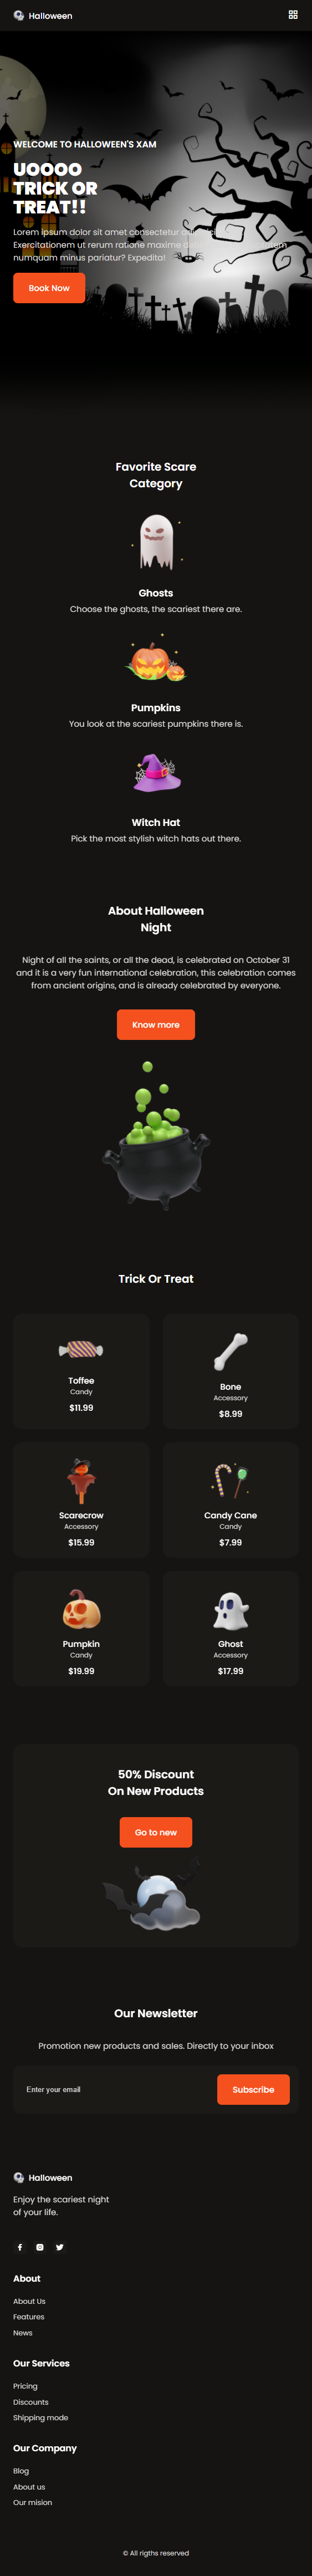 Halloween
WELCOME TO HALLOWEEN'S XAM
UOOOO
TRICK OR
TREAT!!
Lorem ipsum dolor sit amet consectetur
Exercitationem ut rerum ratione maxime
numquam minus pariatur? Expedita!
Book Now
Favorite Scare
Category
Ghosts
Choose the ghosts, the scariest there are.
Pumpkins
You look at the scariest pumpkins there is.
Witch Hat
Pick the most stylish witch hats out there.
About Halloween
Night
Night of all the saints, or all the dead, is celebrated on October 31
and it is a very fun international celebration, this celebration comes
from ancient origins, and is already celebrated by everyone.
Know more
Trick Or Treat
Toffee
Candy
$11.99
Bone
Accessory
$8.99
Scarecrow
Accessory
$15.99
Candy Cane
Candy
$7.99
Pumpkin
Candy
$19.99
Ghost
Accessory
$17.99
50% Discount
On New Products
Go to new
Our Newsletter
Promotion new products and sales. Directly to your inbox
Enter your email
Subscribe
Halloween
Enjoy the scariest night
of your life.
About
About Us
Features
News
Our Services
Pricing
Discounts
Shipping mode
Our Company
Blog
About us
Our mision
© All rigths reserved